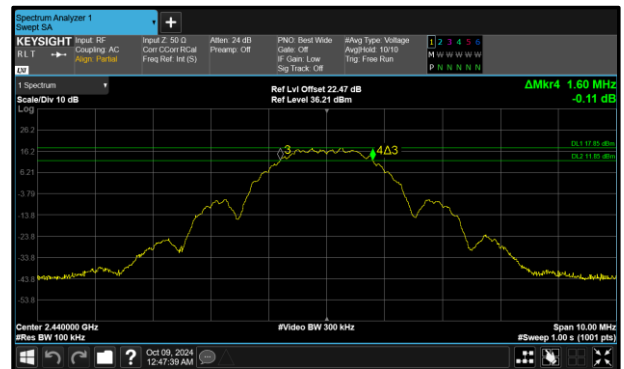 Spectrum Analyzer 1
Swept SA
+
KEYSIGHT
RLT
Input: RF
Coupling: AC
Align: Partial
Input Z: 50 Ω
Corr CCorr RCal
Freq Ref: Int (S)
Atten: 24 dB
Preamp: Off
PNO: Best Wide
Gate: Off
IF Gain: Low
Sig Track: Off
#Avg Type: Voltage
Avg|Hold: 10/10
Trig: Free Run
1 2 3 4 5 6
M W W W W W
P N N N N N
1 Spectrum
Scale/Div 10 dB
Log
Ref Lvl Offset 22.47 dB
Ref Level 36.21 dBm
ΔMkr4 1.60 MHz
-0.11 dB
26.2
16.2
6.21
-3.79
-13.8
-23.8
-33.8
-43.8
-53.8
3
4Δ3
DL1 17.85 dBm
DL2 11.85 dBm
Center 2.440000 GHz
#Res BW 100 kHz
#Video BW 300 kHz
Span 10.00 MHz
#Sweep 1.00 s (1001 pts)
?
Oct 09, 2024
12:47:39 AM